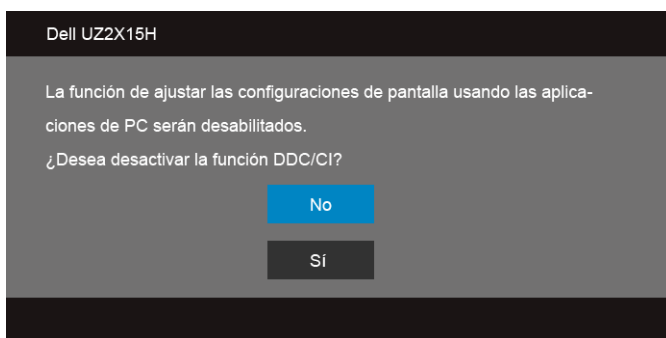 Dell UZ2X15H
La función de ajustar las configuraciones de pantalla usando las aplica-
ciones de PC serán desabilitados.
¿Desea desactivar la función DDC/CI?
No
Sí